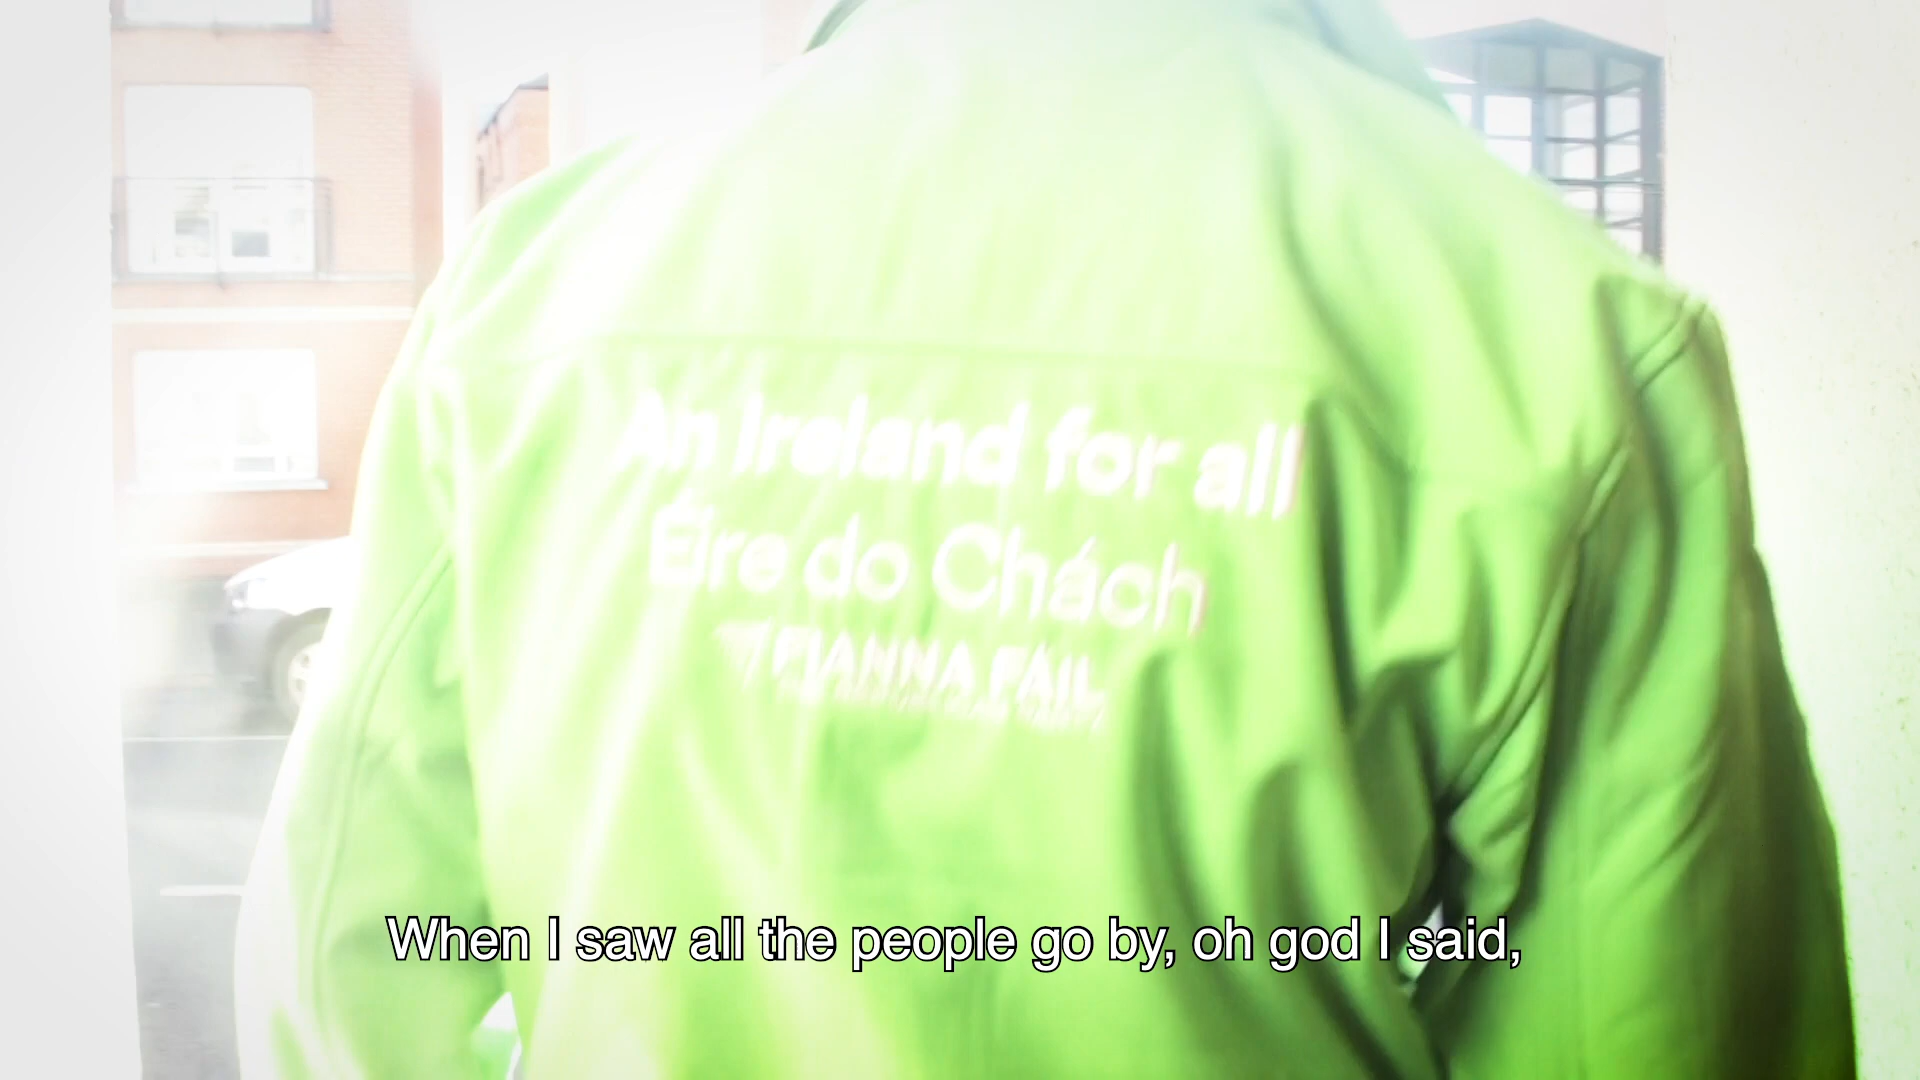 An Ireland for all
Éire do Chách
FIANNA FÁIL
When I saw all the people go by, oh god I said,